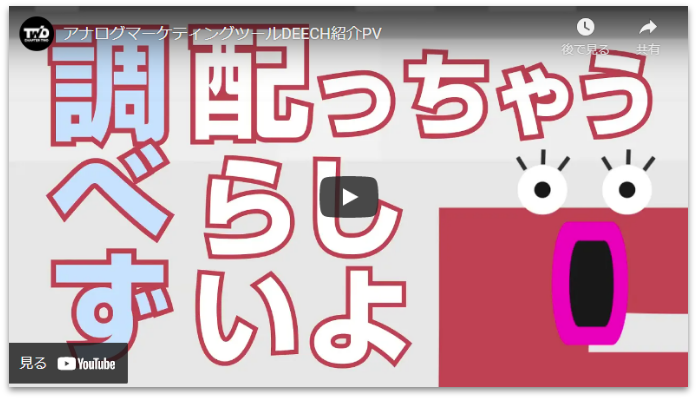 アナログマーケティングツールDEECH紹介PV
後で見る
共有
調べず
配っちゃう
らしいよ
見る YouTube